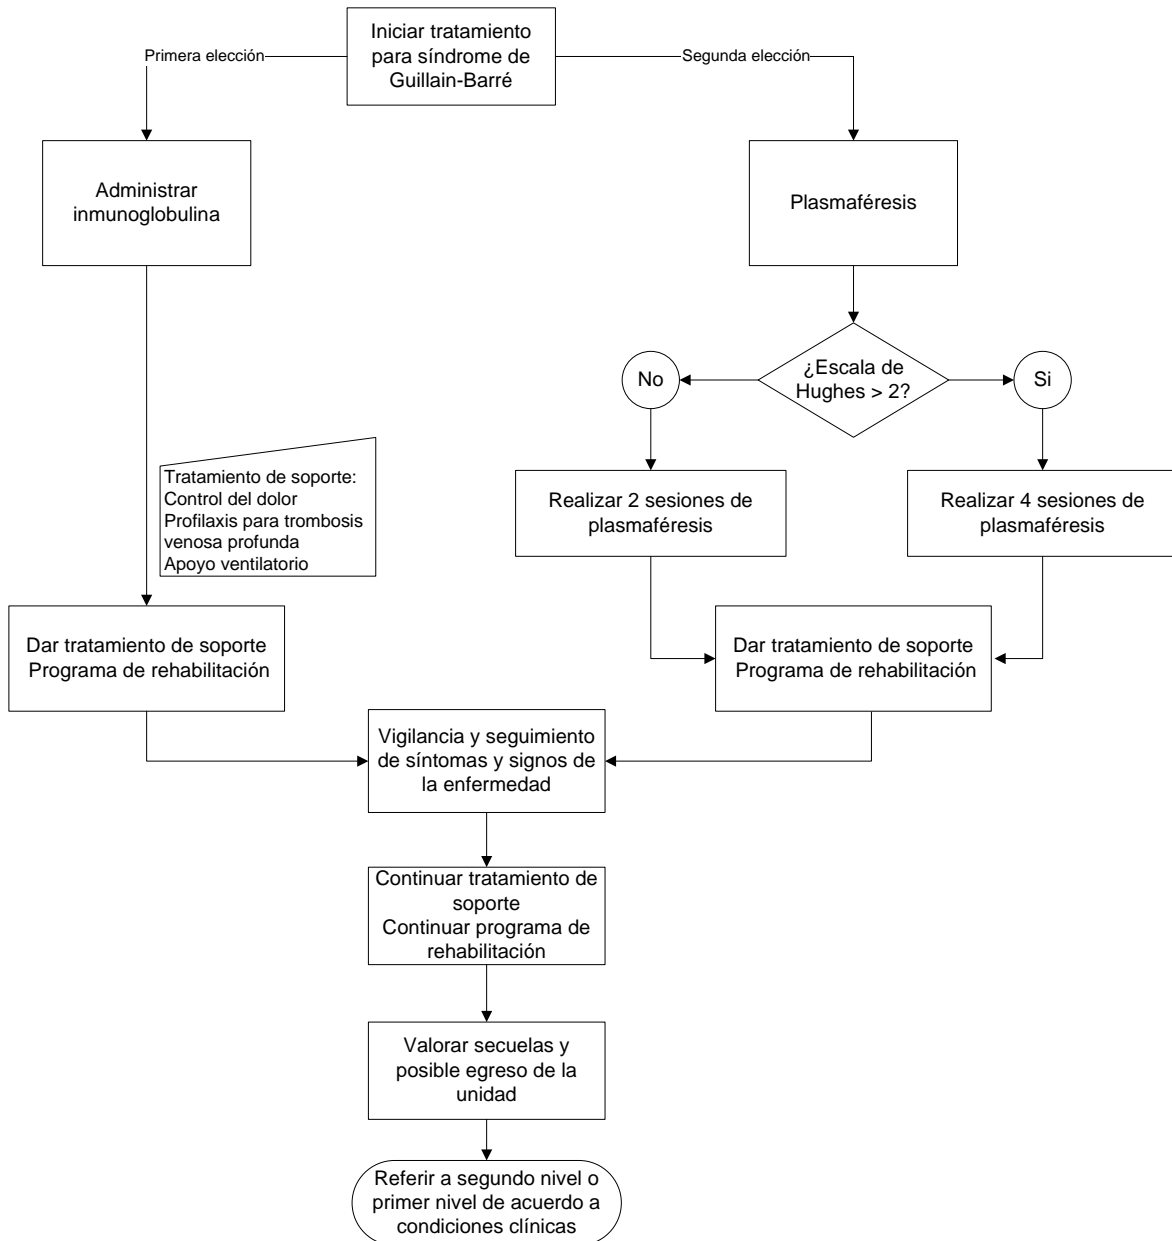 Iniciar tratamiento
para síndrome de
Guillain-Barré
Primera elección
Segunda elección
Administrar
inmunoglobulina
Plasmaféresis
¿Escala de
Hughes > 2?
No
Si
Tratamiento de soporte:
Control del dolor
Profilaxis para trombosis
venosa profunda
Apoyo ventilatorio
Realizar 2 sesiones de
plasmaféresis
Realizar 4 sesiones de
plasmaféresis
Dar tratamiento de soporte
Programa de rehabilitación
Dar tratamiento de soporte
Programa de rehabilitación
Vigilancia y seguimiento
de síntomas y signos de
la enfermedad
Continuar tratamiento de
soporte
Continuar programa de
rehabilitación
Valorar secuelas y
posible egreso de la
unidad
Referir a segundo nivel o
primer nivel de acuerdo a
condiciones clínicas